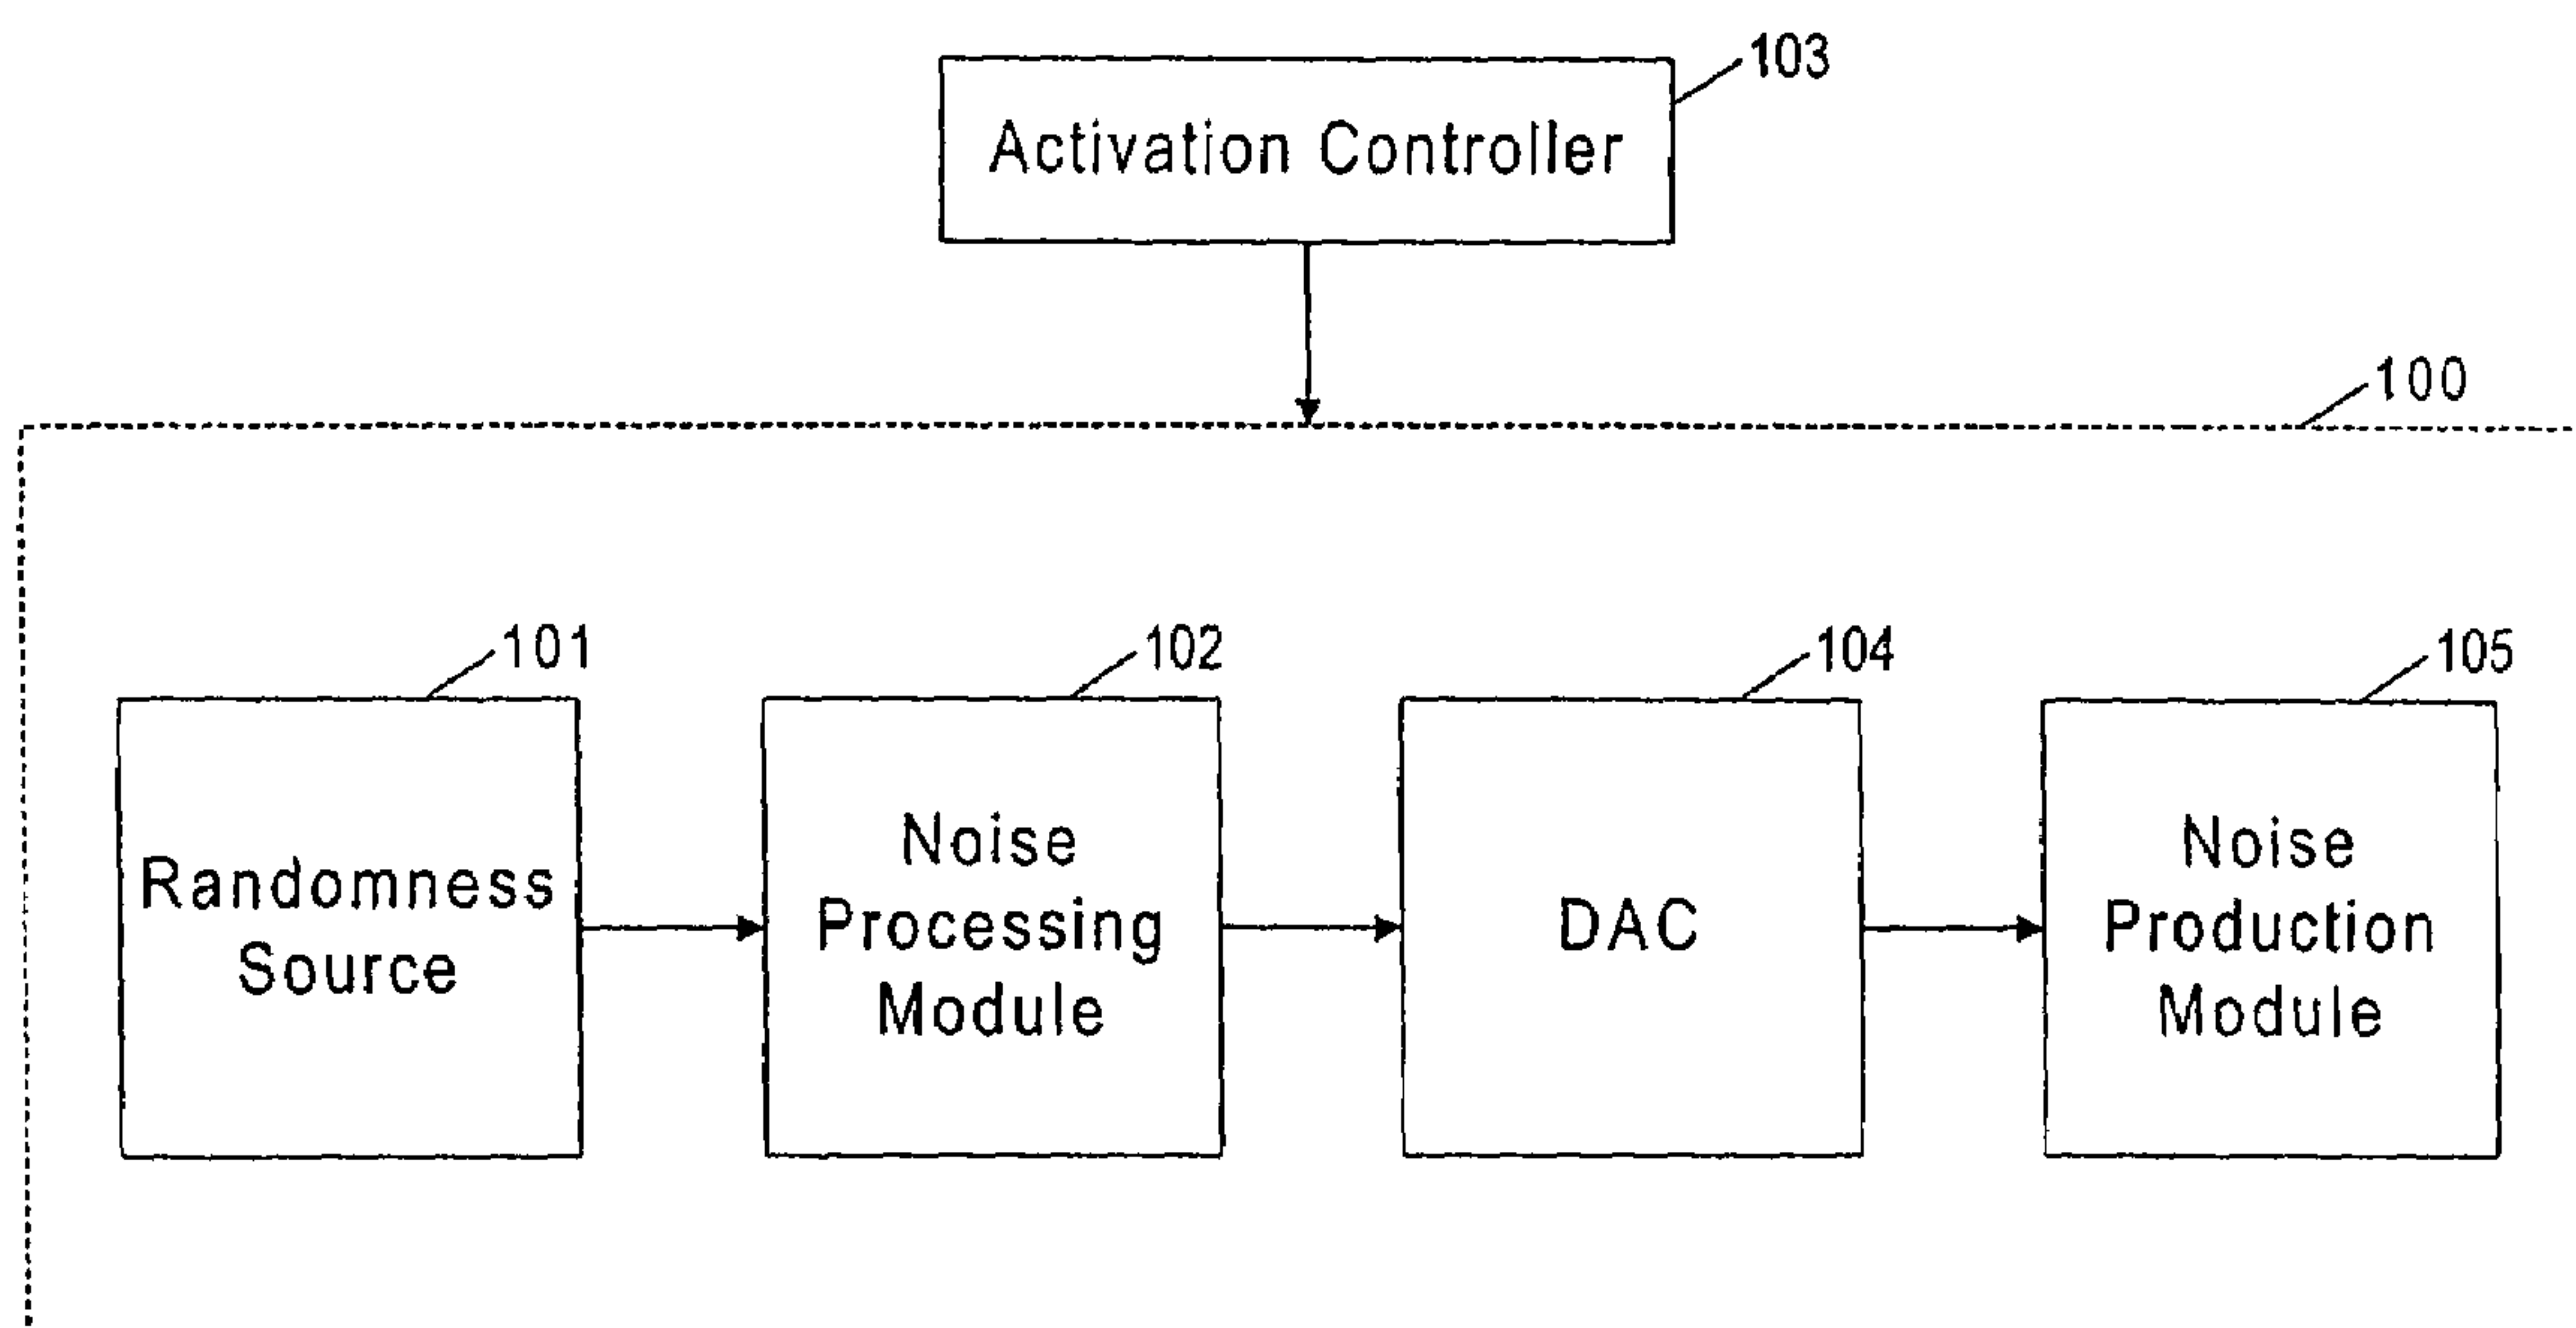 103
Activation Controller
100
101
102
104
105
Randomness
Source
Noise
Processing
Module
DAC
Noise
Production
Module